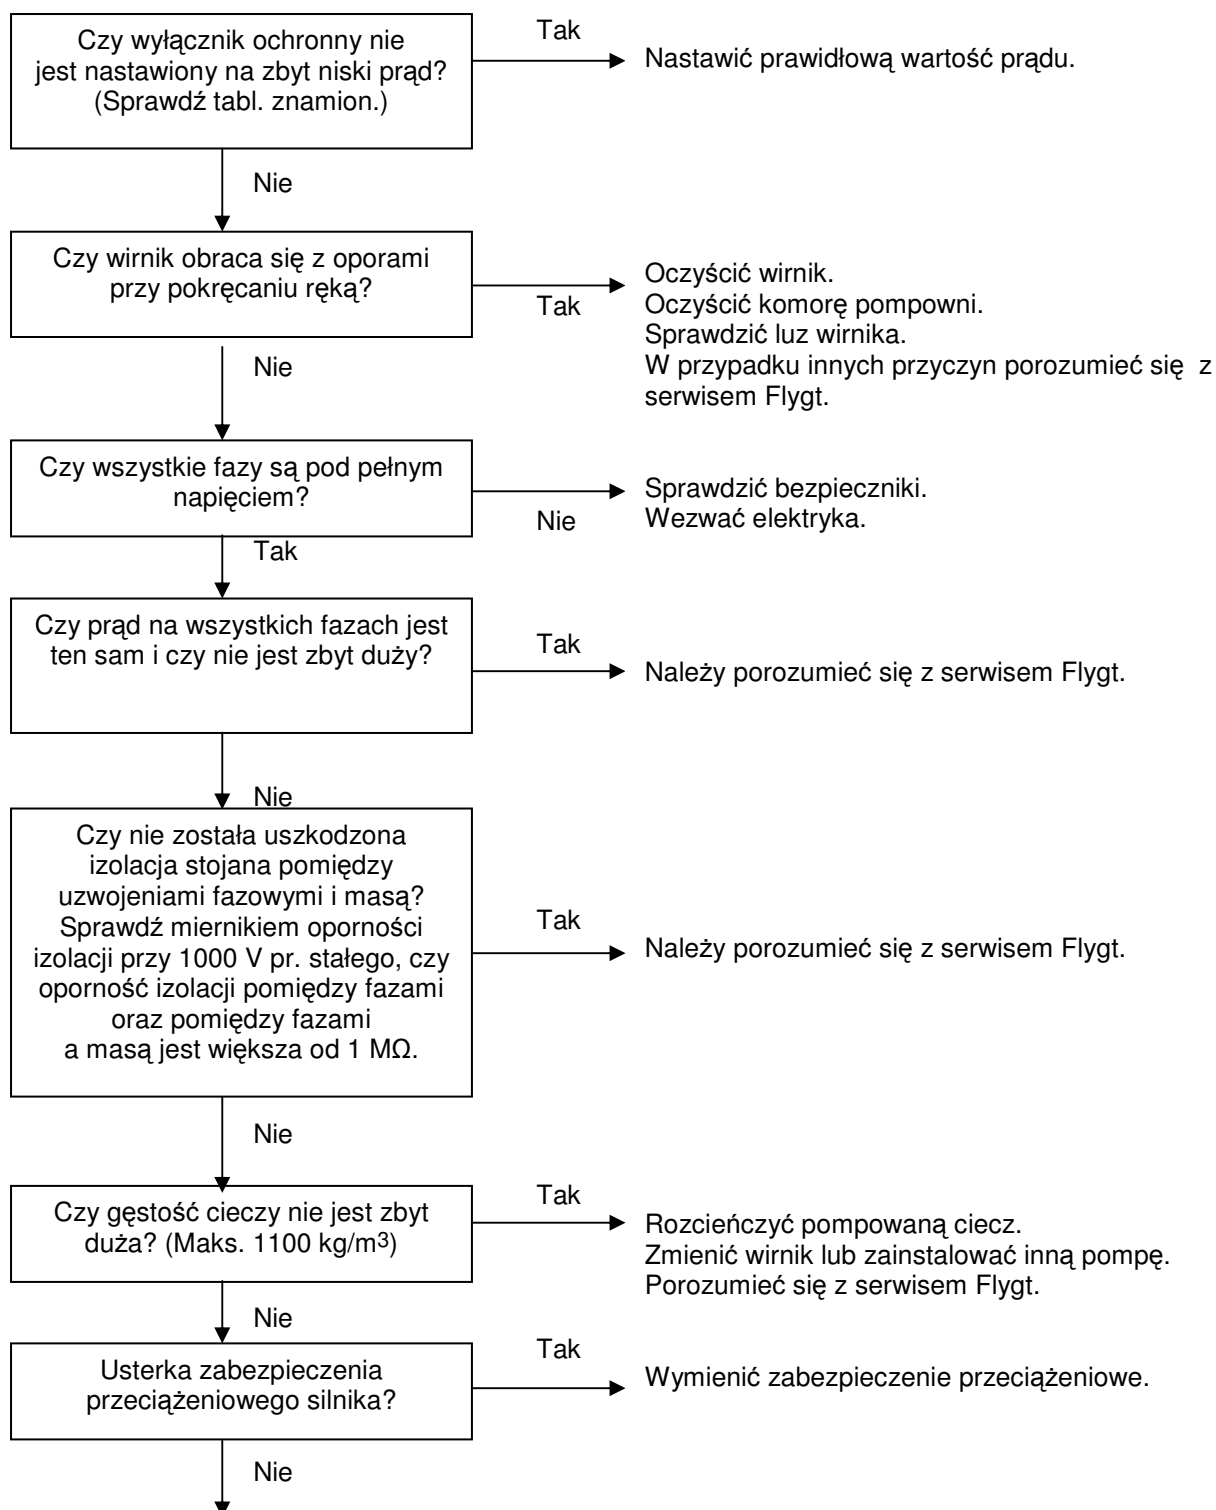 Czy wyłącznik ochronny nie
jest nastawiony na zbyt niski prąd?
(Sprawdź tabl. znamion.)
Tak
Nastawić prawidłową wartość prądu.
Nie
Czy wirnik obraca się z oporami
przy pokręcaniu ręką?
Tak
Oczyścić wirnik.
Oczyścić komorę pompowni.
Sprawdzić luz wirnika.
W przypadku innych przyczyn porozumieć się z
serwisem Flygt.
Nie
Czy wszystkie fazy są pod pełnym
napięciem?
Nie
Sprawdzić bezpieczniki.
Wezwać elektryka.
Tak
Czy prąd na wszystkich fazach jest
ten sam i czy nie jest zbyt duży?
Tak
Należy porozumieć się z serwisem Flygt.
Nie
Czy nie została uszkodzona
izolacja stojana pomiędzy
uzwojeniami fazowymi i masą?
Sprawdź miernikiem oporności
izolacji przy 1000 V pr. stałego, czy
oporność izolacji pomiędzy fazami
oraz pomiędzy fazami
a masą jest większa od 1 MΩ.
Tak
Należy porozumieć się z serwisem Flygt.
Nie
Czy gęstość cieczy nie jest zbyt
duża? (Maks. 1100 kg/m³)
Tak
Rozcieńczyć pompowaną ciecz.
Zmienić wirnik lub zainstalować inną pompę.
Porozumieć się z serwisem Flygt.
Nie
Usterka zabezpieczenia
przeciążeniowego silnika?
Tak
Wymienić zabezpieczenie przeciążeniowe.
Nie